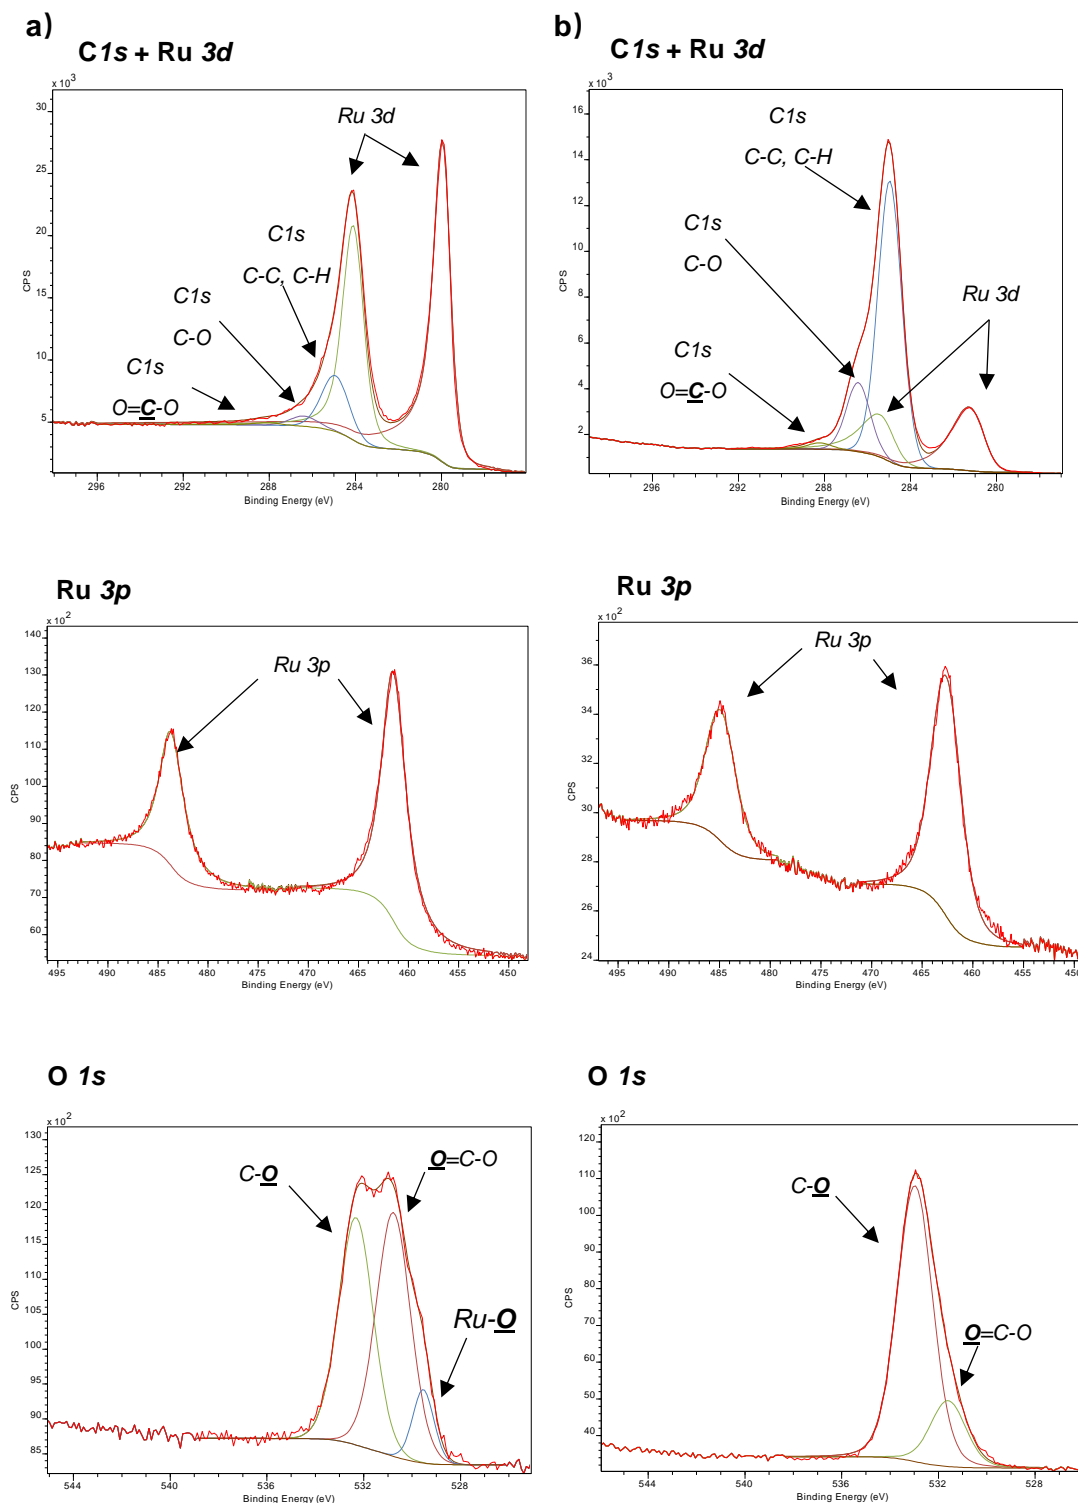 a)
C1s + Ru 3d
x 10³
30
25
20
15
10
5
CPS
Ru 3d
C1s
C-C, C-H
C1s
C-O
C1s
O=C-O
296
292
288
284
280
Binding Energy (eV)
b)
C1s + Ru 3d
x 10³
16
14
12
10
8
6
4
2
CPS
C1s
C-C, C-H
C1s
C-O
Ru 3d
C1s
O=C-O
296
292
288
284
280
Binding Energy (eV)
Ru 3p
x 10²
140
130
120
110
100
90
80
70
60
CPS
Ru 3p
495
490
485
480
475
470
465
460
455
450
Binding Energy (eV)
Ru 3p
x 10²
36
34
32
30
28
26
24
CPS
Ru 3p
495
490
485
480
475
470
465
460
455
450
Binding Energy (eV)
O 1s
x 10²
130
125
120
115
110
105
100
95
90
85
CPS
C-O
O=C-O
Ru-O
544
540
536
532
528
Binding Energy (eV)
O 1s
x 10²
120
110
100
90
80
70
60
50
40
CPS
C-O
O=C-O
544
540
536
532
528
Binding Energy (eV)